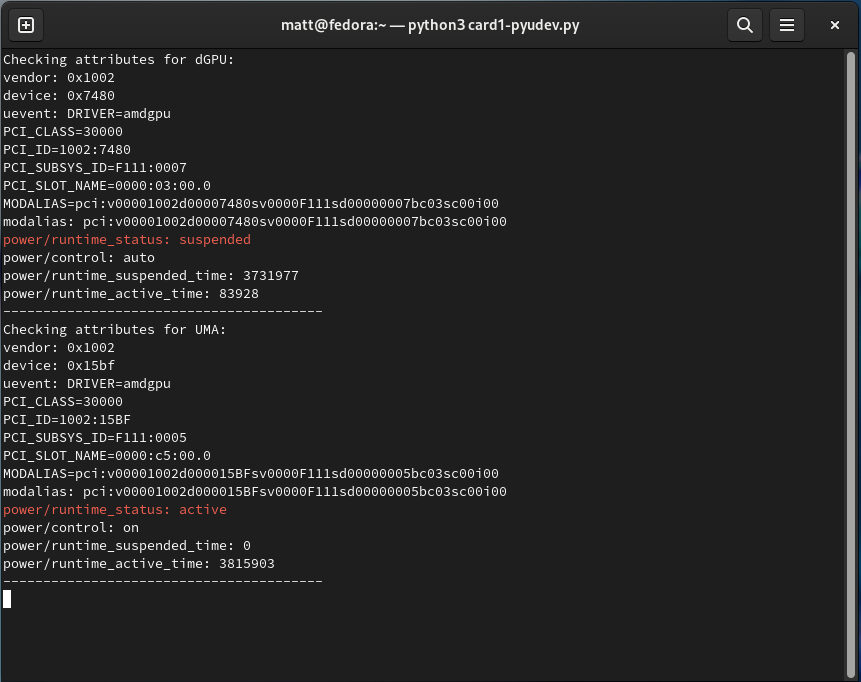 matt@fedora:~ — python3 card1-pyudev.py
Checking attributes for dGPU:
vendor: 0x1002
device: 0x7480
uevent: DRIVER=amdgpu
PCI_CLASS=30000
PCI_ID=1002:7480
PCI_SUBSYS_ID=F111:0007
PCI_SLOT_NAME=0000:03:00.0
MODALIAS=pci:v00001002d00007480sv0000F111sd00000007bc03sc00i00
modalias: pci:v00001002d00007480sv0000F111sd00000007bc03sc00i00
power/runtime_status: suspended
power/control: auto
power/runtime_suspended_time: 3731977
power/runtime_active_time: 83928
----------------------------------------
Checking attributes for UMA:
vendor: 0x1002
device: 0x15bf
uevent: DRIVER=amdgpu
PCI_CLASS=30000
PCI_ID=1002:15BF
PCI_SUBSYS_ID=F111:0005
PCI_SLOT_NAME=0000:c5:00.0
MODALIAS=pci:v00001002d000015BFsv0000F111sd00000005bc03sc00i00
modalias: pci:v00001002d000015BFsv0000F111sd00000005bc03sc00i00
power/runtime_status: active
power/control: on
power/runtime_suspended_time: 0
power/runtime_active_time: 3815903
----------------------------------------